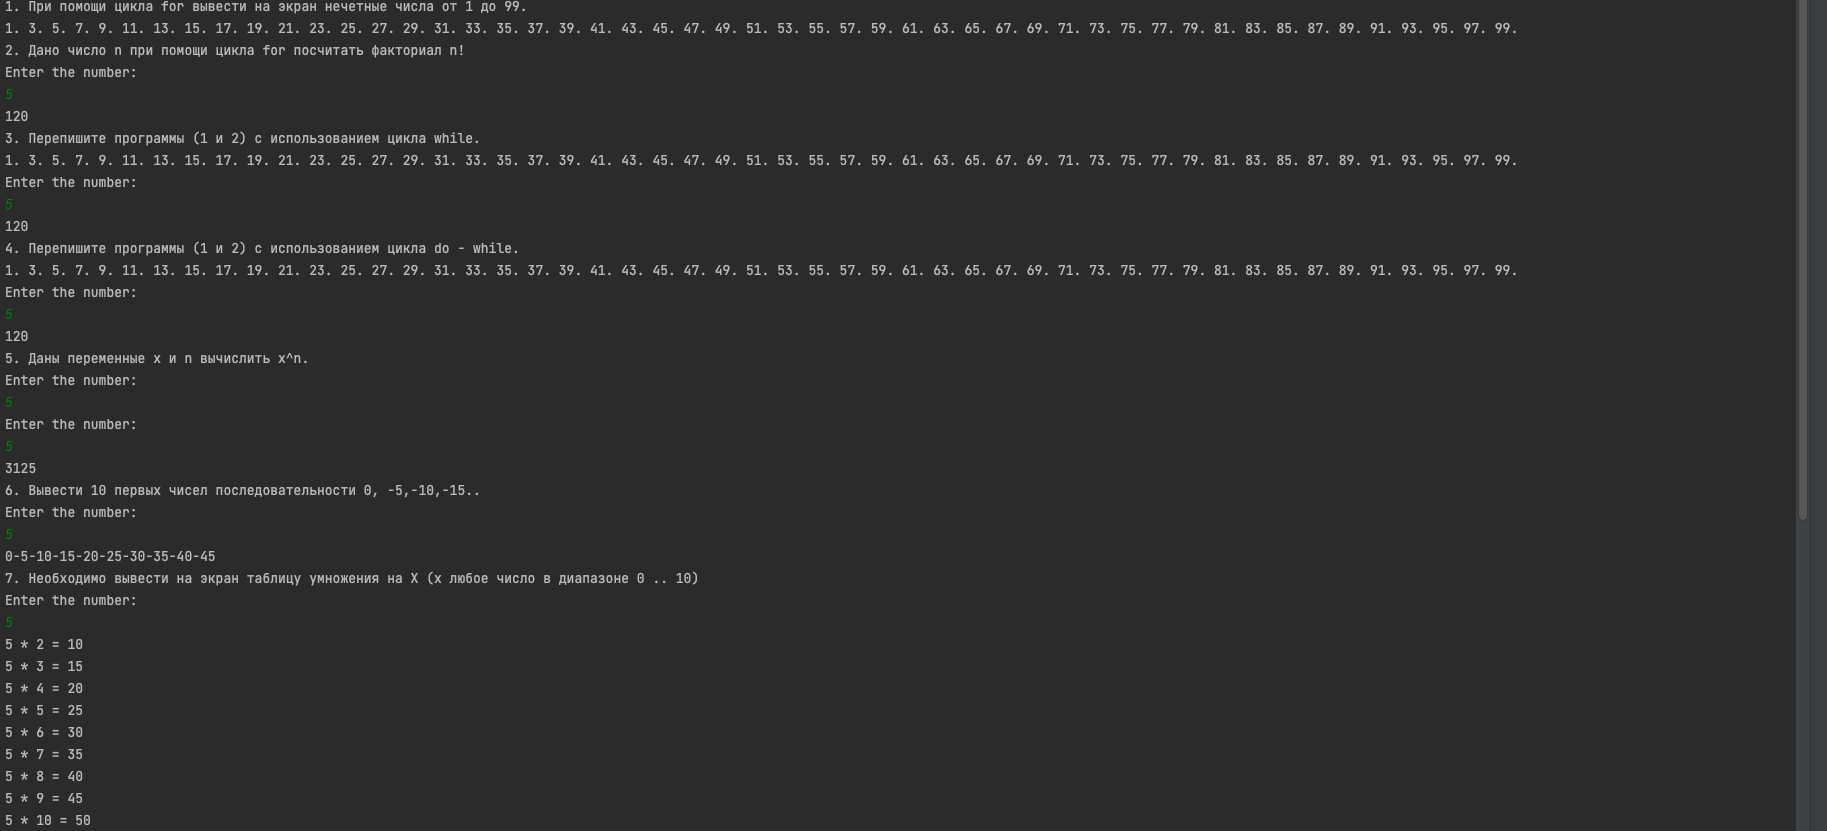 1. При помощи цикла for вывести на экран нечетные числа от 1 до 99.
1. 3. 5. 7. 9. 11. 13. 15. 17. 19. 21. 23. 25. 27. 29. 31. 33. 35. 37. 39. 41. 43. 45. 47. 49. 51. 53. 55. 57. 59. 61. 63. 65. 67. 69. 71. 73. 75. 77. 79. 81. 83. 85. 87. 89. 91. 93. 95. 97. 99.
2. Дано число n при помощи цикла for посчитать факториал n!
Enter the number:
5
120
3. Перепишите программы (1 и 2) с использованием цикла while.
1. 3. 5. 7. 9. 11. 13. 15. 17. 19. 21. 23. 25. 27. 29. 31. 33. 35. 37. 39. 41. 43. 45. 47. 49. 51. 53. 55. 57. 59. 61. 63. 65. 67. 69. 71. 73. 75. 77. 79. 81. 83. 85. 87. 89. 91. 93. 95. 97. 99.
Enter the number:
5
120
4. Перепишите программы (1 и 2) с использованием цикла do - while.
1. 3. 5. 7. 9. 11. 13. 15. 17. 19. 21. 23. 25. 27. 29. 31. 33. 35. 37. 39. 41. 43. 45. 47. 49. 51. 53. 55. 57. 59. 61. 63. 65. 67. 69. 71. 73. 75. 77. 79. 81. 83. 85. 87. 89. 91. 93. 95. 97. 99.
Enter the number:
5
120
5. Даны переменные x и n вычислить x^n.
Enter the number:
5
Enter the number:
5
3125
6. Вывести 10 первых чисел последовательности 0, -5,-10,-15..
Enter the number:
5
0-5-10-15-20-25-30-35-40-45
7. Необходимо вывести на экран таблицу умножения на X (x любое число в диапазоне 0 .. 10)
Enter the number:
5
5 * 2 = 10
5 * 3 = 15
5 * 4 = 20
5 * 5 = 25
5 * 6 = 30
5 * 7 = 35
5 * 8 = 40
5 * 9 = 45
5 * 10 = 50